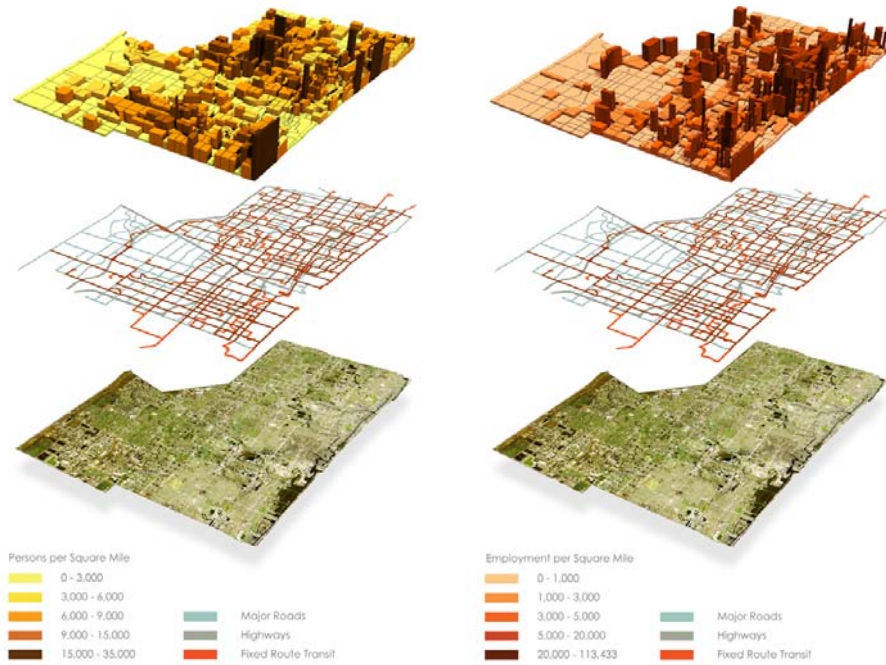 Persons per Square Mile
0 - 3,000
3,000 - 6,000
6,000 - 9,000
9,000 - 15,000
15,000 - 35,000
Major Roads
Highways
Fixed Route Transit
Employment per Square Mile
0 - 1,000
1,000 - 3,000
3,000 - 5,000
5,000 - 20,000
20,000 - 113,433
Major Roads
Highways
Fixed Route Transit